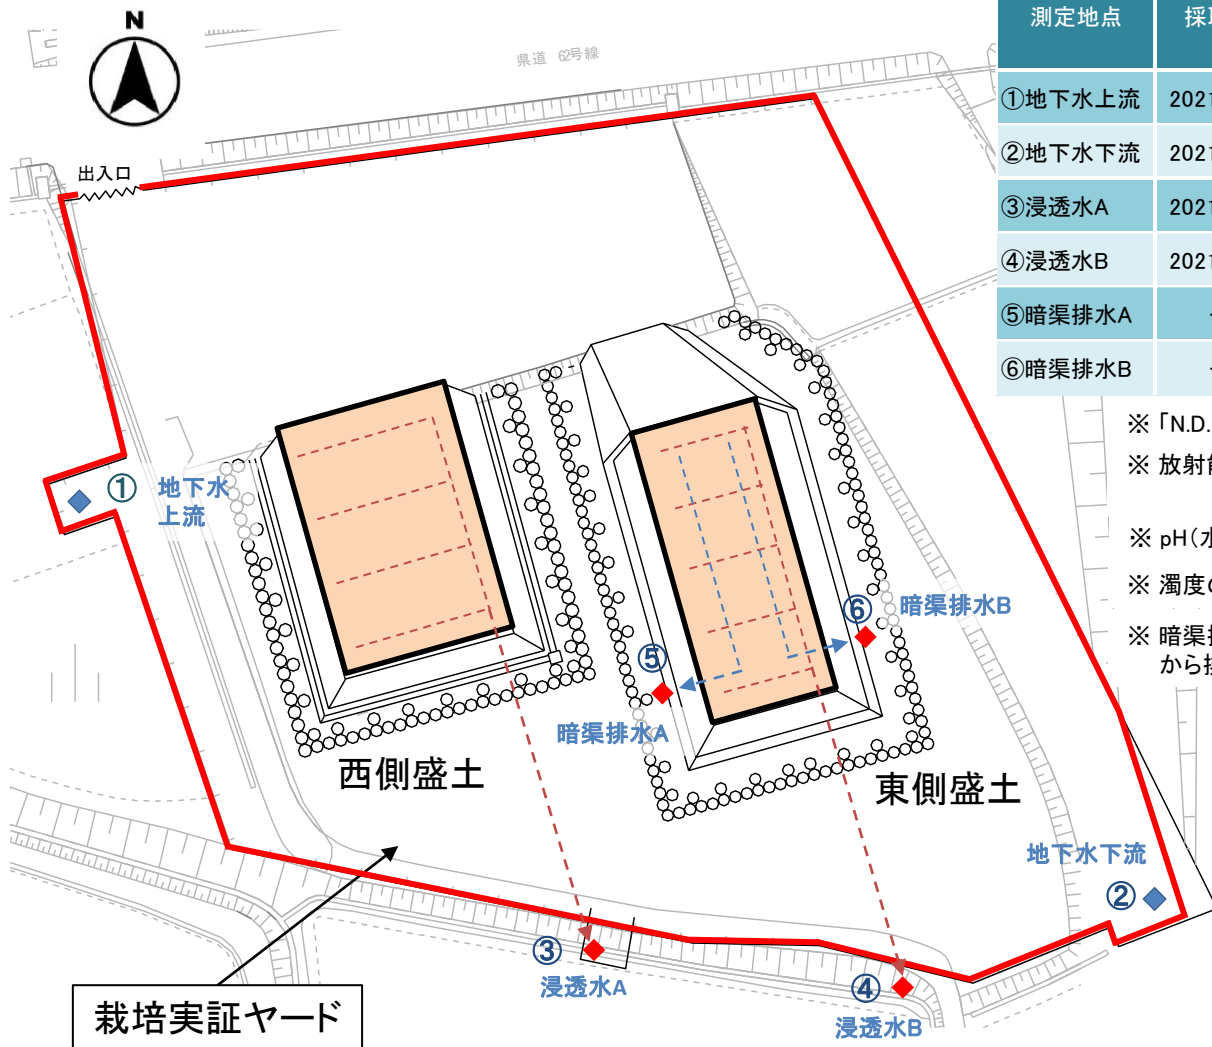 N
県道 62号線
出入口
測定地点
採
①地下水上流 2021
②地下水下流 2021
③浸透水A 2021
④浸透水B 2021
⑤暗渠排水A
⑥暗渠排水B
※「N.D.
※ 放射
※ pH(
※ 濁度
※ 暗渠
から
① 地下水
上流
⑥ 暗渠排水B
⑤
暗渠排水A
西側盛土
東側盛土
地下水下流
②
③
浸透水A
④
浸透水B
栽培実証ヤード